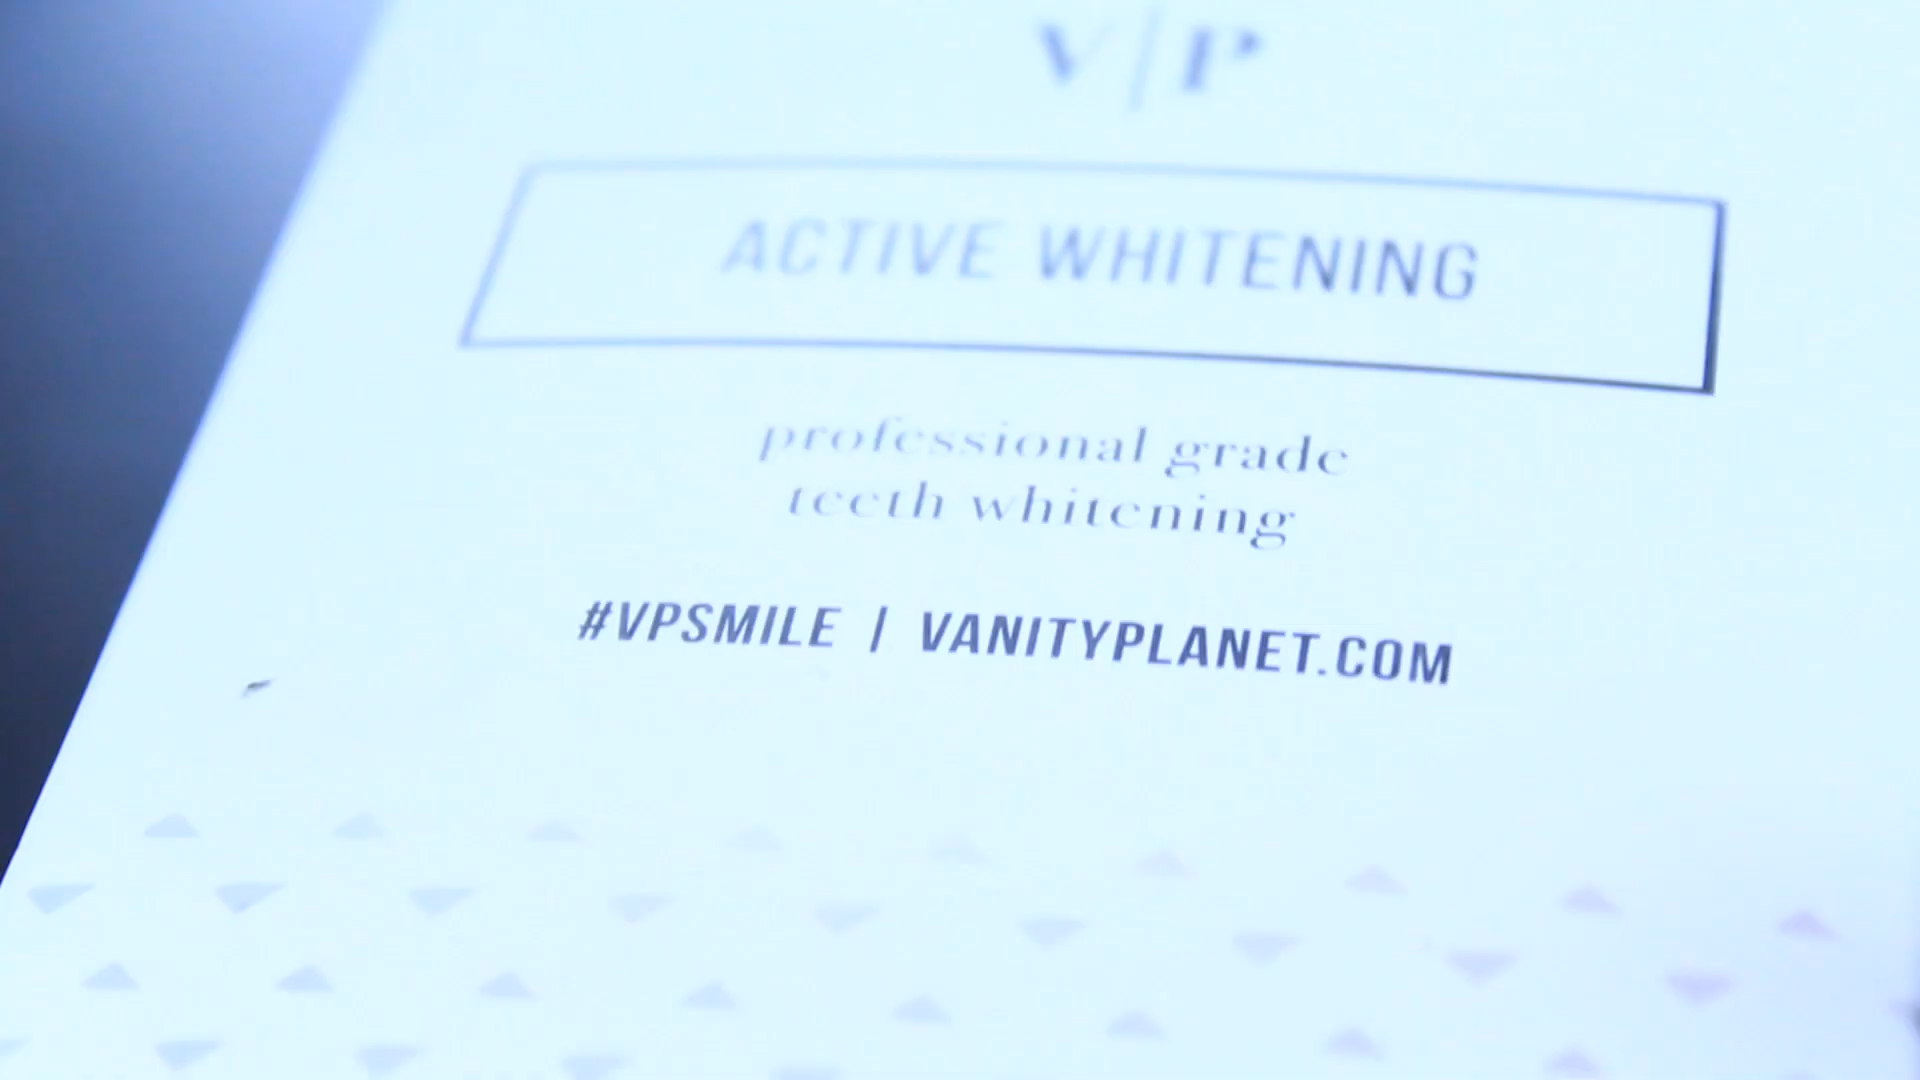 V|P
ACTIVE WHITENING
professional grade
teeth whitening
#VPSMILE | VANITYPLANET.COM